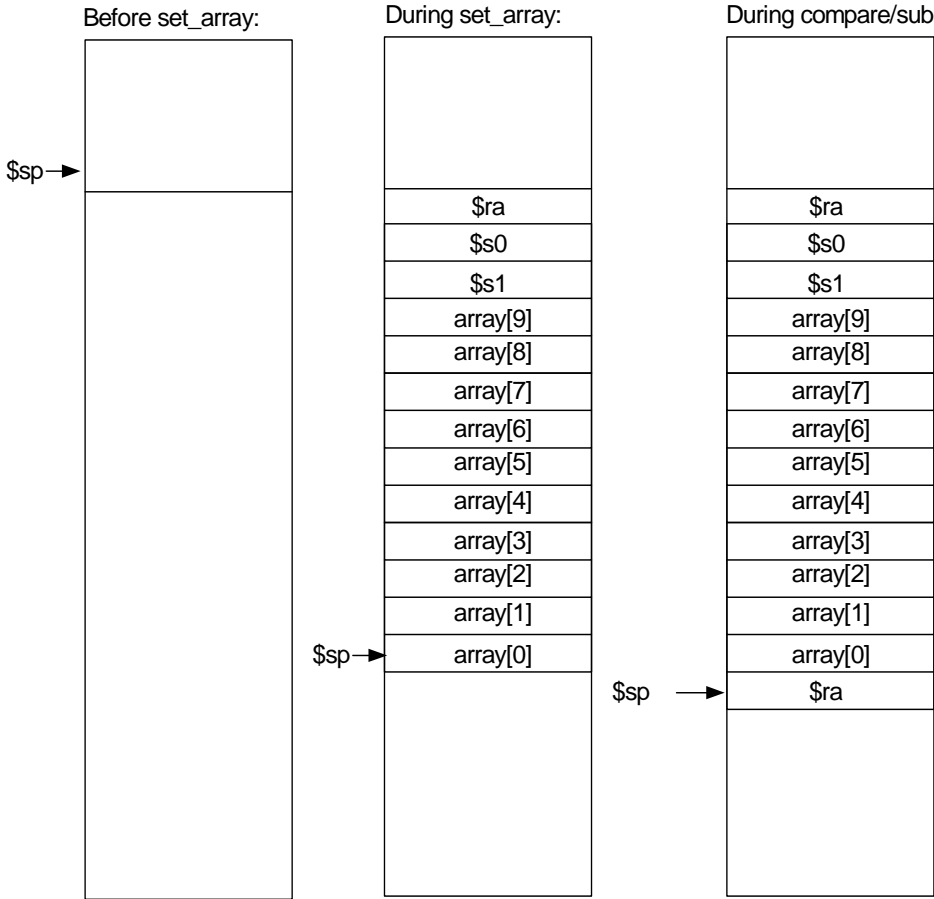 Before set_array:
$sp
During set_array:
$ra
$s0
$s1
array[9]
array[8]
array[7]
array[6]
array[5]
array[4]
array[3]
array[2]
array[1]
$sp
array[0]
During compare/sub
$ra
$s0
$s1
array[9]
array[8]
array[7]
array[6]
array[5]
array[4]
array[3]
array[2]
array[1]
array[0]
$sp
$ra